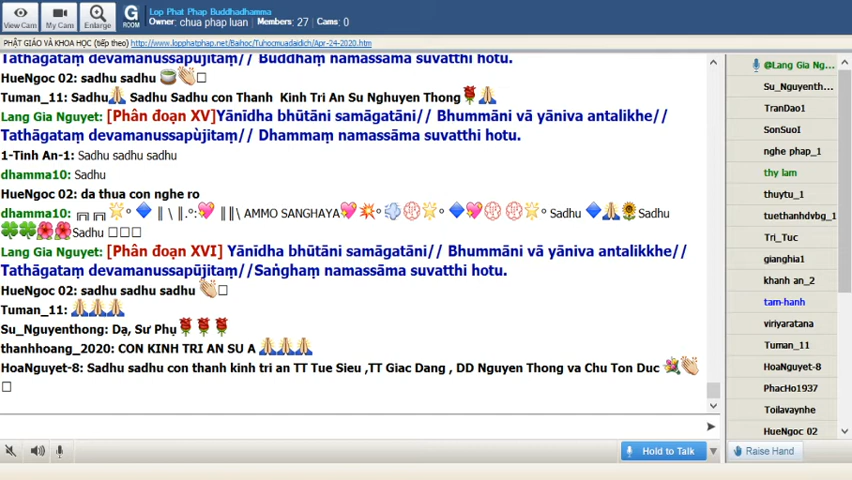 View Cam
My Cam
Enlarge
G ROOM
Lop Phat Phap Buddhadhamma
Owner: chua phap luan Members: 27 Cams: 0
PHẬT GIÁO VÀ KHOA HỌC (tiếp theo) http://www.lopphatphap.net/Baihoc/Tuhocmuadaidich/Apr-24-2020.htm
Tathāgataṃ devamanussapūjitaṃ// Buddhaṃ namassāma suvatthi hotu.
HueNgoc 02: sadhu sadhu 🍵👏□
Tuman_11: Sadhu🙏 Sadhu Sadhu con Thanh Kinh Tri An Su Nghuyen Thong🌹🙏
Lang Gia Nguyet: [Phân đoạn XV]Yānīdha bhūtāni samāgatāni// Bhummāni vā yāniva antalikhe//
Tathāgataṃ devamanussapùjitaṃ// Dhammaṃ namassāma suvatthi hotu.
1-Tinh An-1: Sadhu sadhu sadhu
dhamma10: Sadhu
HueNgoc 02: da thua con nghe ro
dhamma10: ╔╗╔╗🌟° 🔷 ║\║.°:💖 ║║\ AMMO SANGHAYA💖💥°💨🌟° 🔷💖🌟° Sadhu 🔷🙏🌻Sadhu
🍀🍀🌺🌺Sadhu □□□
Lang Gia Nguyet: [Phân đoạn XVI] Yānīdha bhūtāni samāgatāni// Bhummāni vā yāniva antalikkhe//
Tathāgataṃ devamanussapūjitaṃ//Saṅghaṃ namassāma suvatthi hotu.
HueNgoc 02: sadhu sadhu sadhu 👏□
Tuman_11: 🙏🙏🙏
Su_Nguyenthong: Dạ, Sư Phụ 🌹🌹🌹
thanhhoang_2020: CON KINH TRI AN SU A 🙏🙏🙏
HoaNguyet-8: Sadhu sadhu con thanh kinh tri an TT Tue Sieu ,TT Giac Dang , DD Nguyen Thong va Chu Ton Duc 💐👏
□
@Lang Gia Ng...
Su_Nguyenth...
TranDao1
SonSuoI
nghe phap_1
thy lam
thuytu_1
tuethanhdvbg_1
Tri_Tuc
gianghia1
khanh an_2
tam-hanh
viriyaratana
Tuman_11
HoaNguyet-8
PhacHo1937
Toilavaynhe
HueNgoc 02
Hold to Talk
Raise Hand